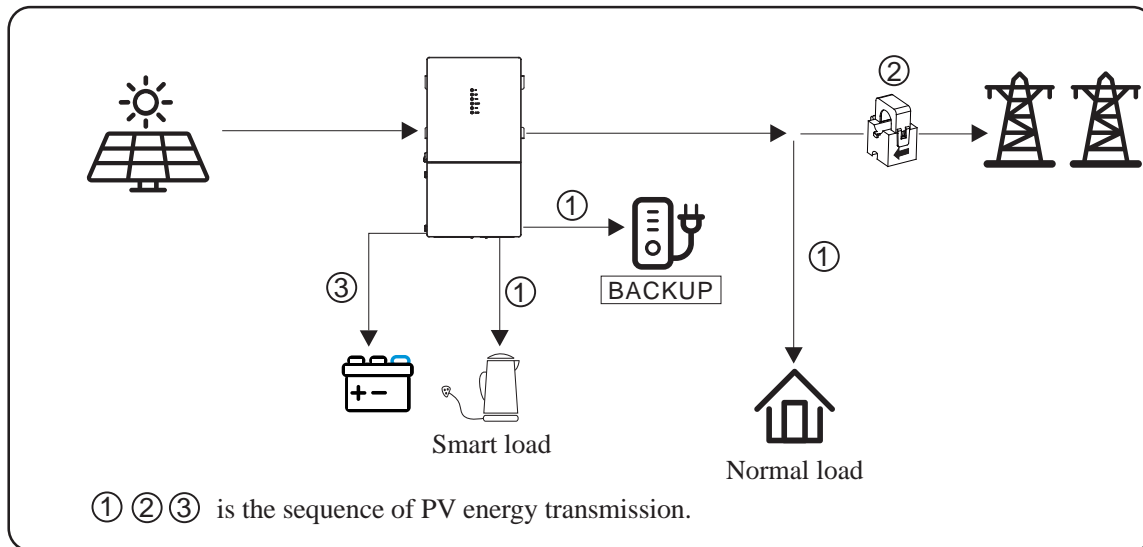 ②
①
①
③
①
BACKUP
Smart load
Normal load
① ② ③ is the sequence of PV energy transmission.